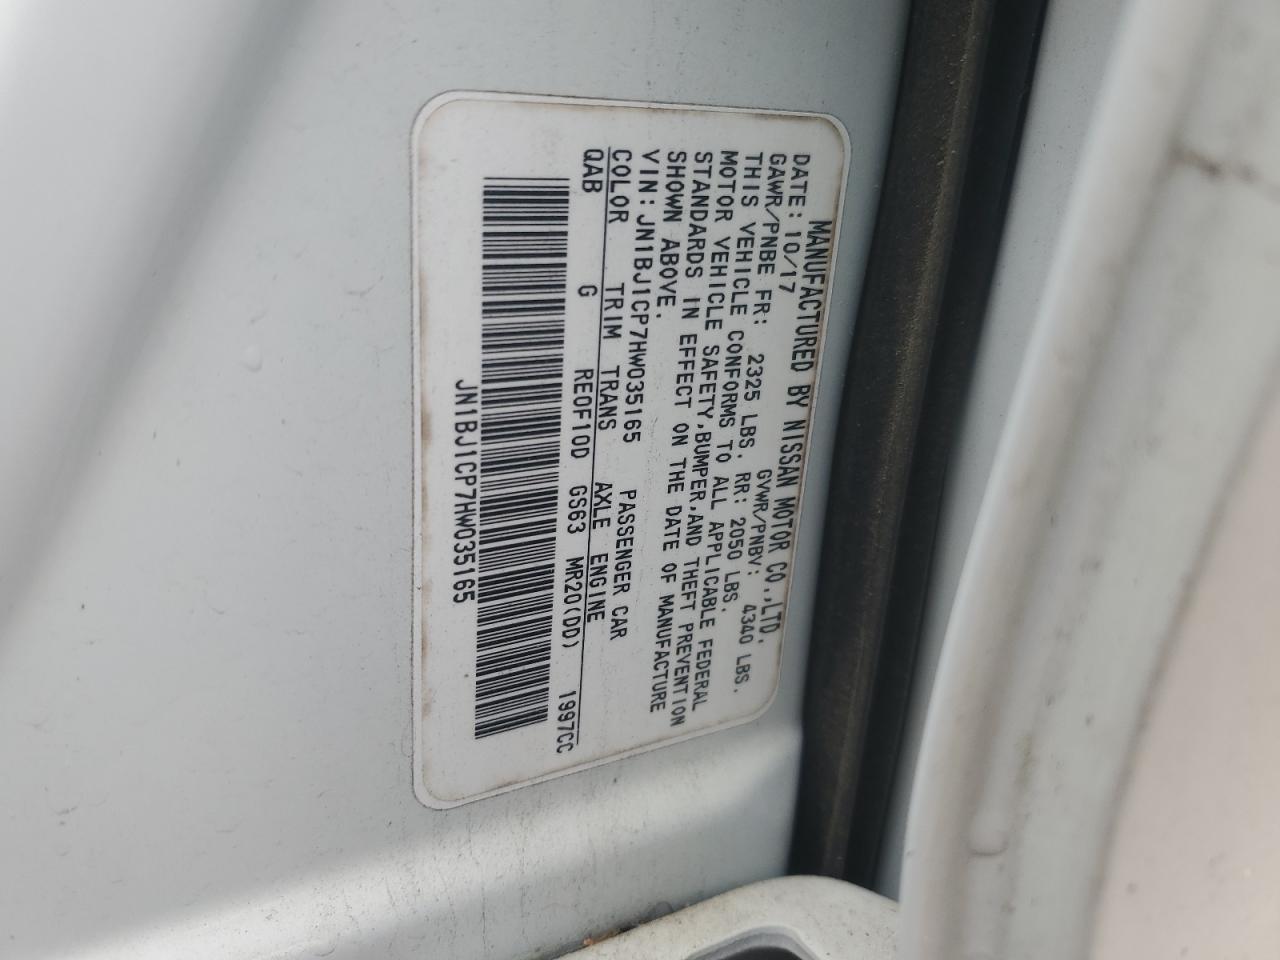 MANUFACTURED BY NISSAN MOTOR CO.,LTD.
DATE: 10/17 GVWR/PNBV: 4340 LBS.
GAWR/PNBE FR: 2325 LBS. RR: 2050 LBS.
THIS VEHICLE CONFORMS TO ALL APPLICABLE FEDERAL
MOTOR VEHICLE SAFETY,BUMPER,AND THEFT PREVENTION
STANDARDS IN EFFECT ON THE DATE OF MANUFACTURE
SHOWN ABOVE.
VIN: JN1BJ1CP7HW035165 PASSENGER CAR
COLOR TRIM TRANS AXLE ENGINE
QAB G RE0F10D GS63 MR20(DD) 1997CC
JN1BJ1CP7HW035165